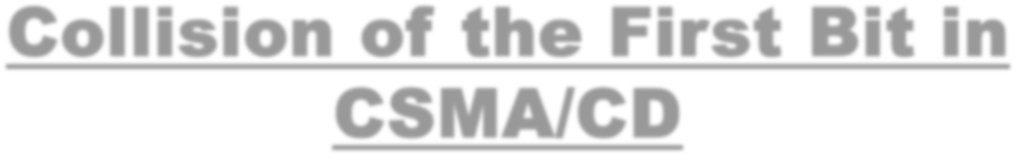 Collision of the First Bit in
CSMA/CD